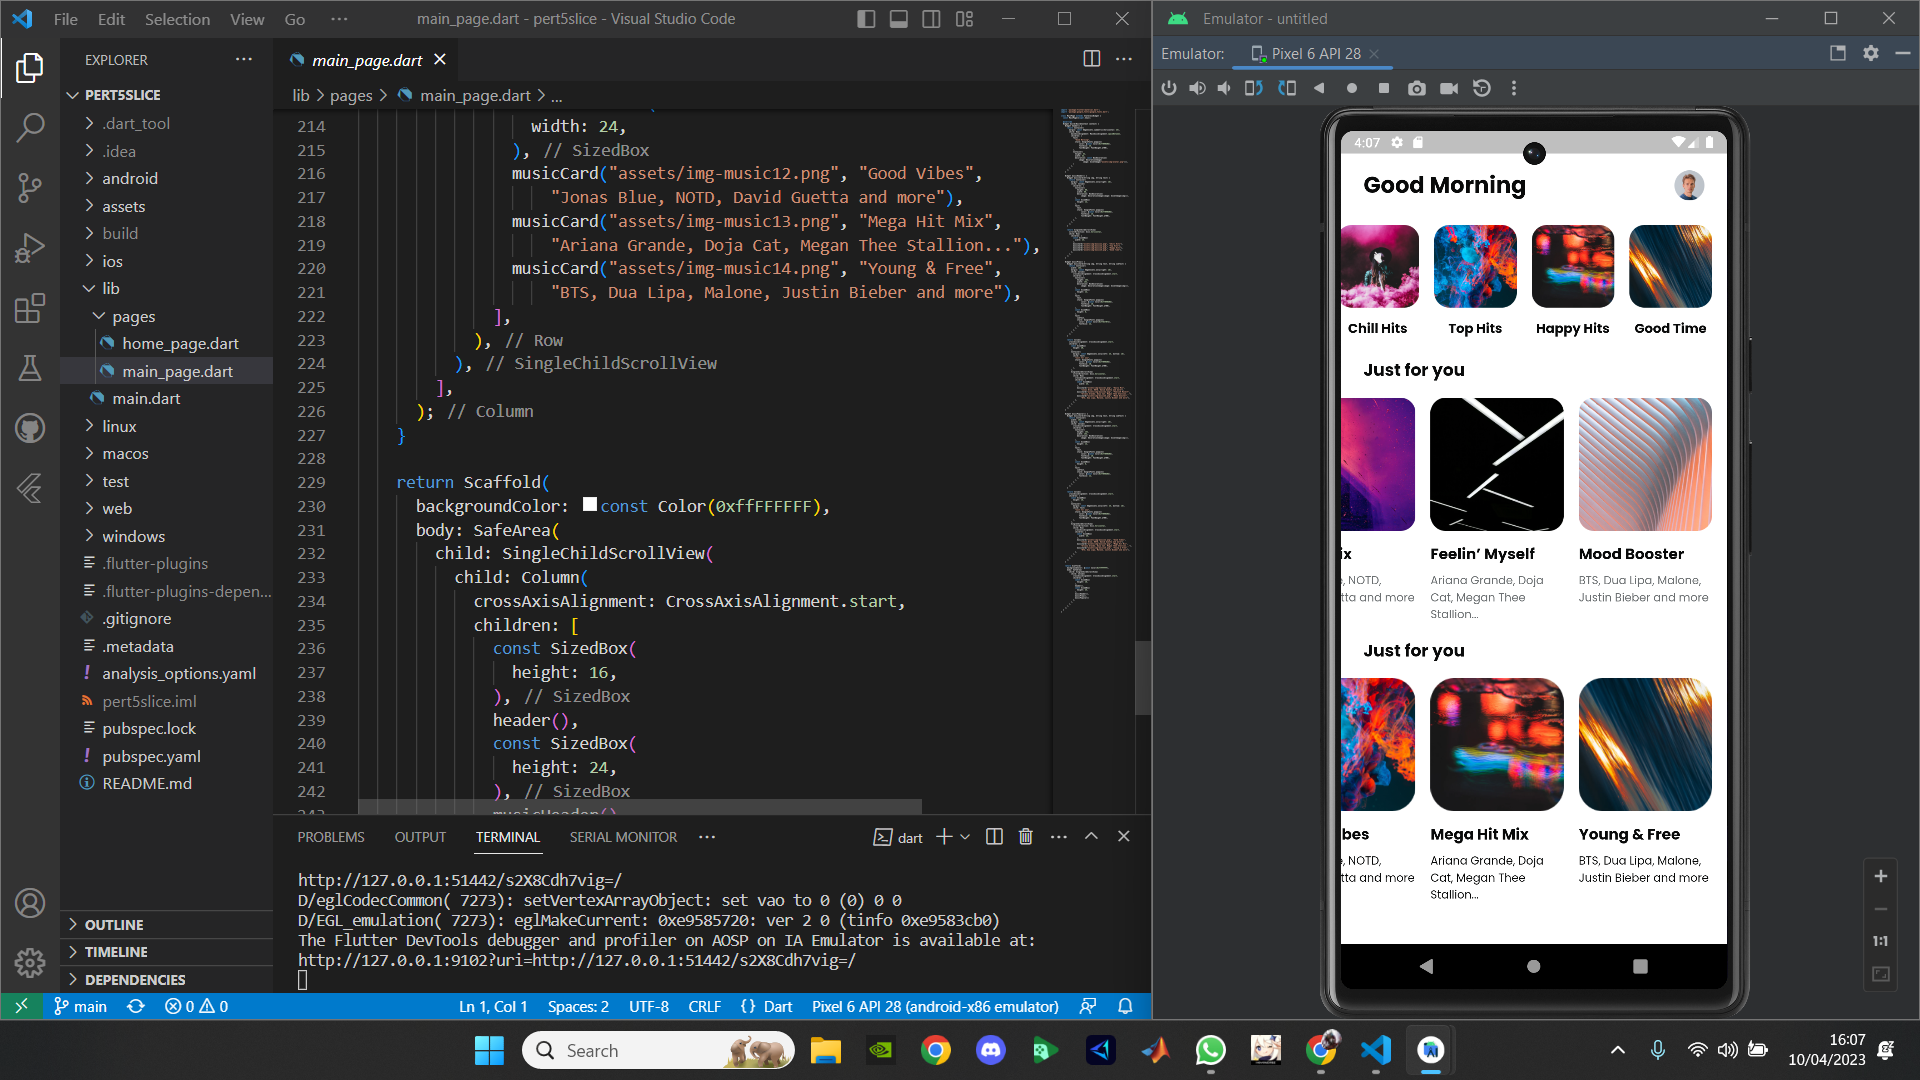 File Edit Selection View Go ···
main_page.dart - pert5slice - Visual Studio Code
EXPLORER
PERT5SLICE
.dart_tool
.idea
android
assets
build
ios
lib
pages
home_page.dart
main_page.dart
main.dart
linux
macos
test
web
windows
.flutter-plugins
.flutter-plugins-depen...
.gitignore
.metadata
analysis_options.yaml
pert5slice.iml
pubspec.lock
pubspec.yaml
README.md
OUTLINE
TIMELINE
DEPENDENCIES
main_page.dart
lib > pages > main_page.dart > ...
214 width: 24,
215 ), // SizedBox
216 musicCard("assets/img-music12.png", "Good Vibes",
217 "Jonas Blue, NOTD, David Guetta and more"),
218 musicCard("assets/img-music13.png", "Mega Hit Mix",
219 "Ariana Grande, Doja Cat, Megan Thee Stallion..."),
220 musicCard("assets/img-music14.png", "Young & Free",
221 "BTS, Dua Lipa, Malone, Justin Bieber and more"),
222 ],
223 ), // Row
224 ), // SingleChildScrollView
225 ],
226 ); // Column
227 }
228
229 return Scaffold(
230 backgroundColor: const Color(0xffFFFFFF),
231 body: SafeArea(
232 child: SingleChildScrollView(
233 child: Column(
234 crossAxisAlignment: CrossAxisAlignment.start,
235 children: [
236 const SizedBox(
237 height: 16,
238 ), // SizedBox
239 header(),
240 const SizedBox(
241 height: 24,
242 ), // SizedBox
PROBLEMS OUTPUT TERMINAL SERIAL MONITOR ···
dart
http://127.0.0.1:51442/s2X8Cdh7vig=/
D/eglCodecCommon( 7273): setVertexArrayObject: set vao to 0 (0) 0 0
D/EGL_emulation( 7273): eglMakeCurrent: 0xe9585720: ver 2 0 (tinfo 0xe9583cb0)
The Flutter DevTools debugger and profiler on AOSP on IA Emulator is available at:
http://127.0.0.1:9102?uri=http://127.0.0.1:51442/s2X8Cdh7vig=/
main 0 0 Ln 1, Col 1 Spaces: 2 UTF-8 CRLF {} Dart Pixel 6 API 28 (android-x86 emulator)
Emulator - untitled
Emulator: Pixel 6 API 28
4:07
Good Morning
Chill Hits Top Hits Happy Hits Good Time
Just for you
ix Feelin’ Myself Mood Booster
, NOTD, Ariana Grande, Doja BTS, Dua Lipa, Malone,
tta and more Cat, Megan Thee Justin Bieber and more
Stallion...
Just for you
bes Mega Hit Mix Young & Free
, NOTD, Ariana Grande, Doja BTS, Dua Lipa, Malone,
tta and more Cat, Megan Thee Justin Bieber and more
Stallion...
1:1
Search
16:07
10/04/2023